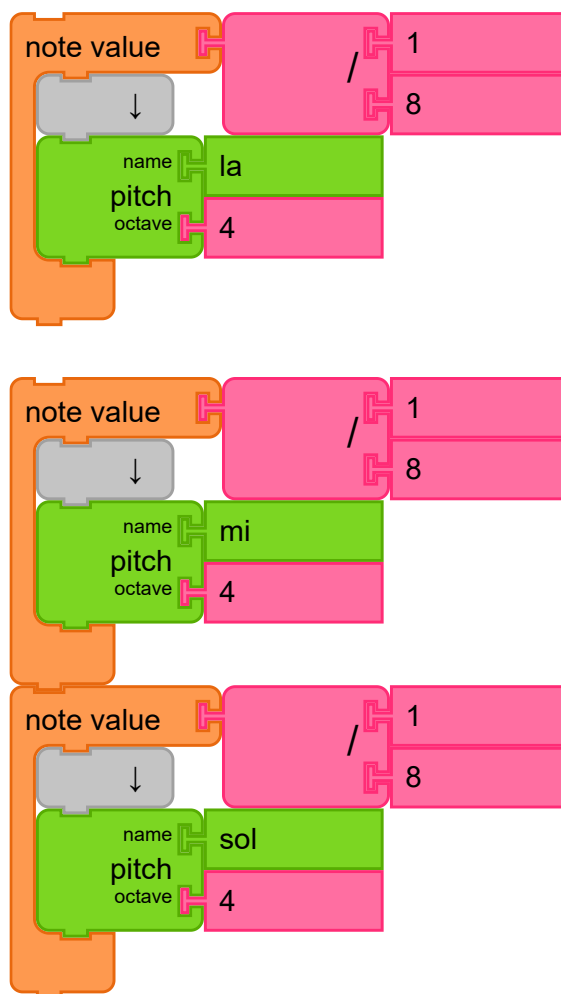 note value / 1
8
↓
name la
pitch
octave 4
note value / 1
8
↓
name mi
pitch
octave 4
note value / 1
8
↓
name sol
pitch
octave 4